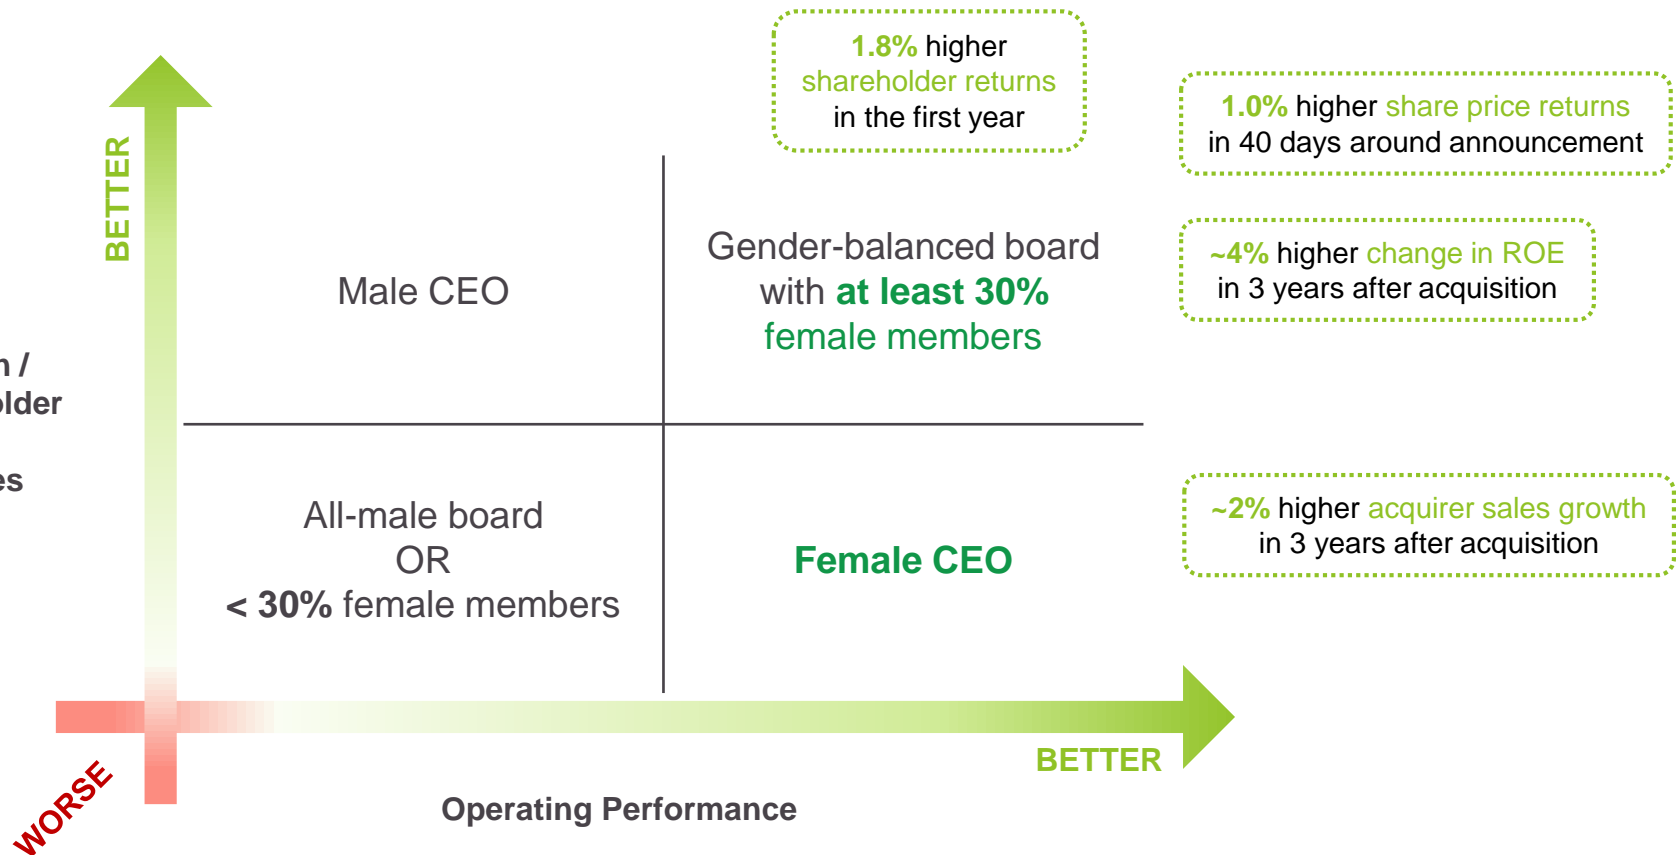 1.8% higher
shareholder returns
in the first year
1.0% higher share price returns
in 40 days around announcement
BETTER
Male CEO
Gender-balanced board
with at least 30%
female members
~4% higher change in ROE
in 3 years after acquisition
/
All-male board
OR
< 30% female members
Female CEO
~2% higher acquirer sales growth
in 3 years after acquisition
BETTER
WORSE
Operating Performance